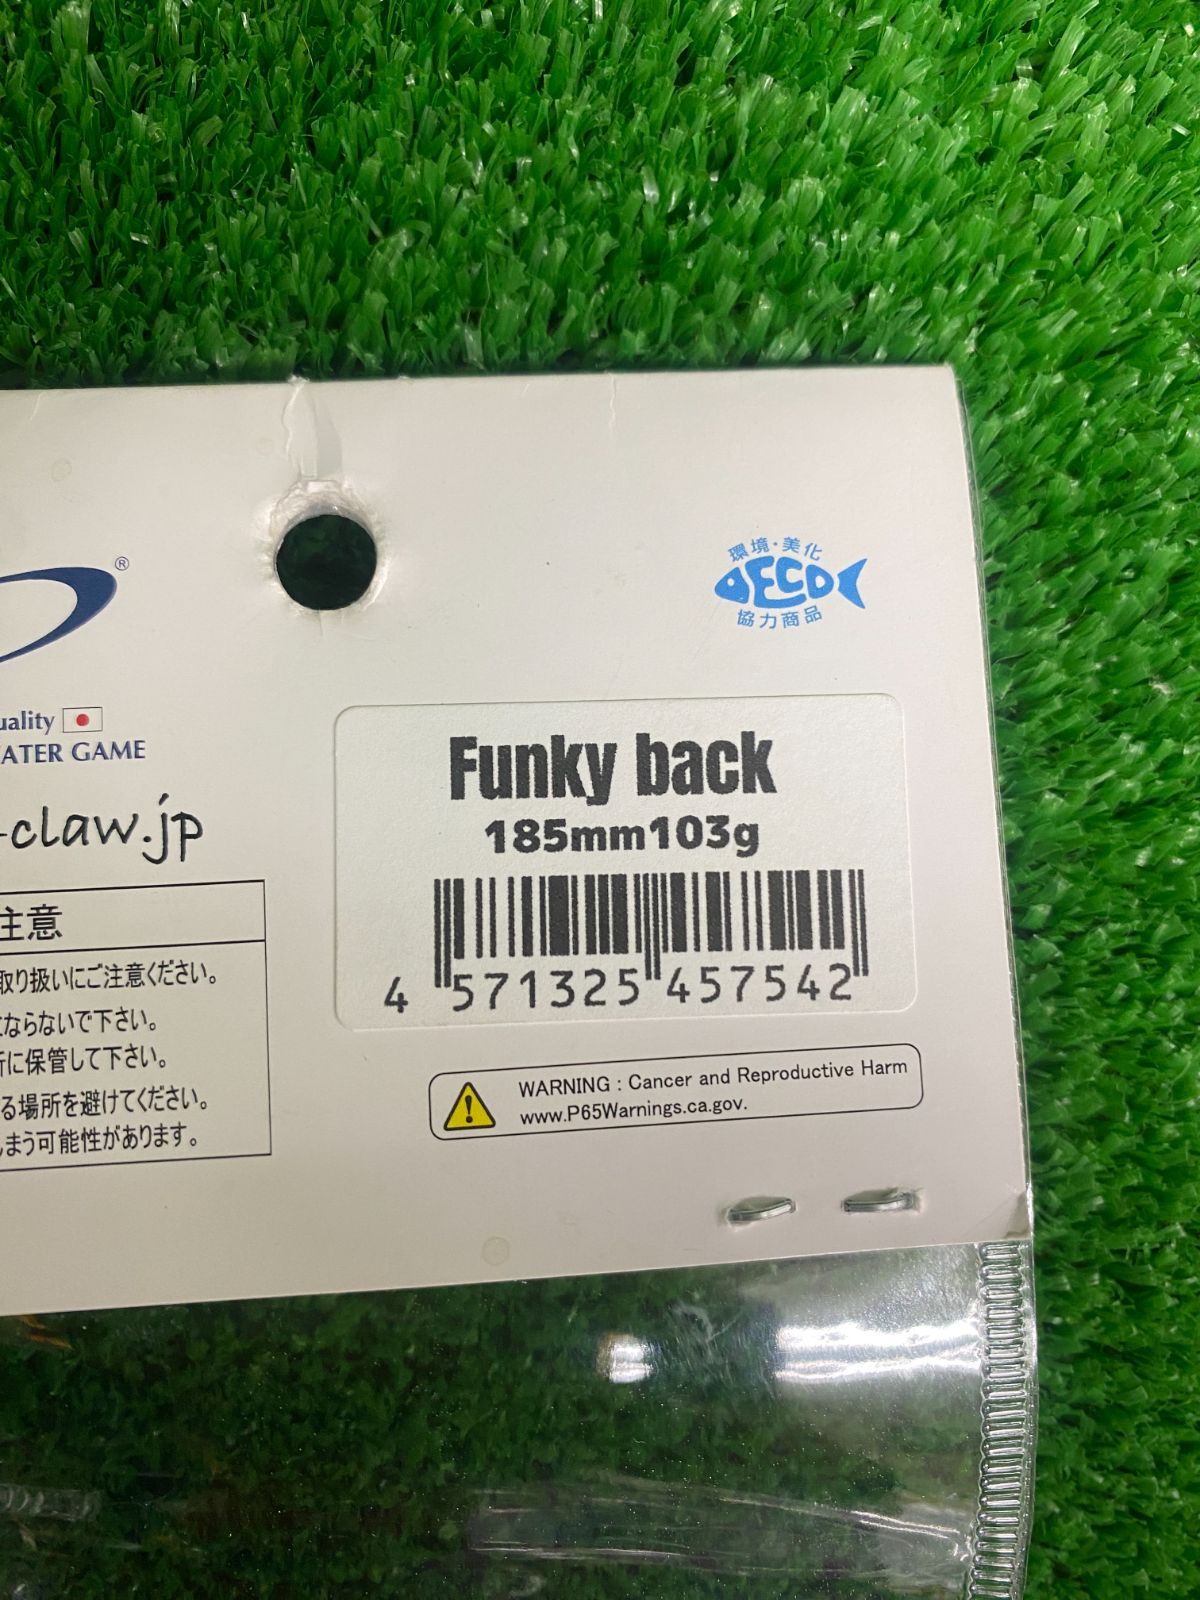 環境・美化
ECO
協力商品
®
uality
ATER GAME
-claw.jp
Funky back
185mm103g
4 571325 457542
注意
取り扱いにご注意ください。
にならないで下さい。
に保管して下さい。
る場所を避けてください。
まう可能性があります。
WARNING : Cancer and Reproductive Harm
www.P65Warnings.ca.gov.